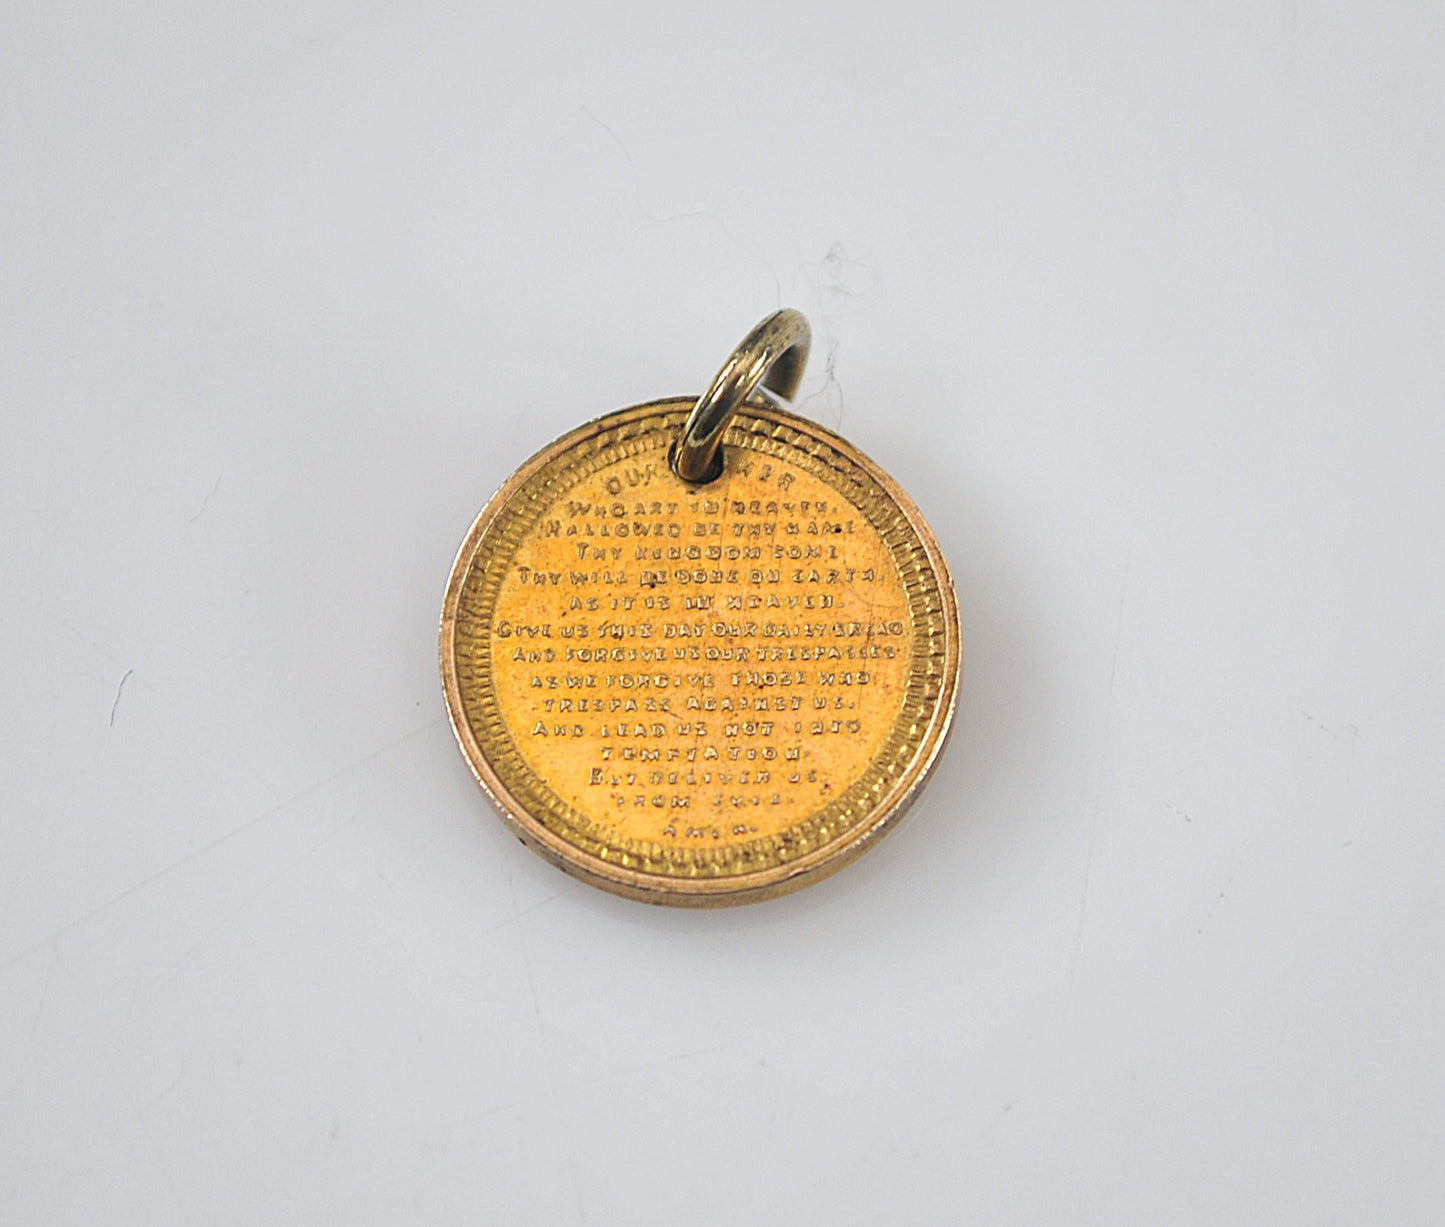 OUR FATHER
WHO ART IN HEAVEN.
HALLOWED BE THY NAME
THY KINGDOM COME
THY WILL BE DONE ON EARTH.
AS IT IS IN HEAVEN.
GIVE US THIS DAY OUR DAILY BREAD
AND FORGIVE US OUR TRESPASSES
AS WE FORGIVE THOSE WHO
TRESPASS AGAINST US.
AND LEAD US NOT INTO
TEMPTATION.
BUT DELIVER US
FROM EVIL.
AMEN.